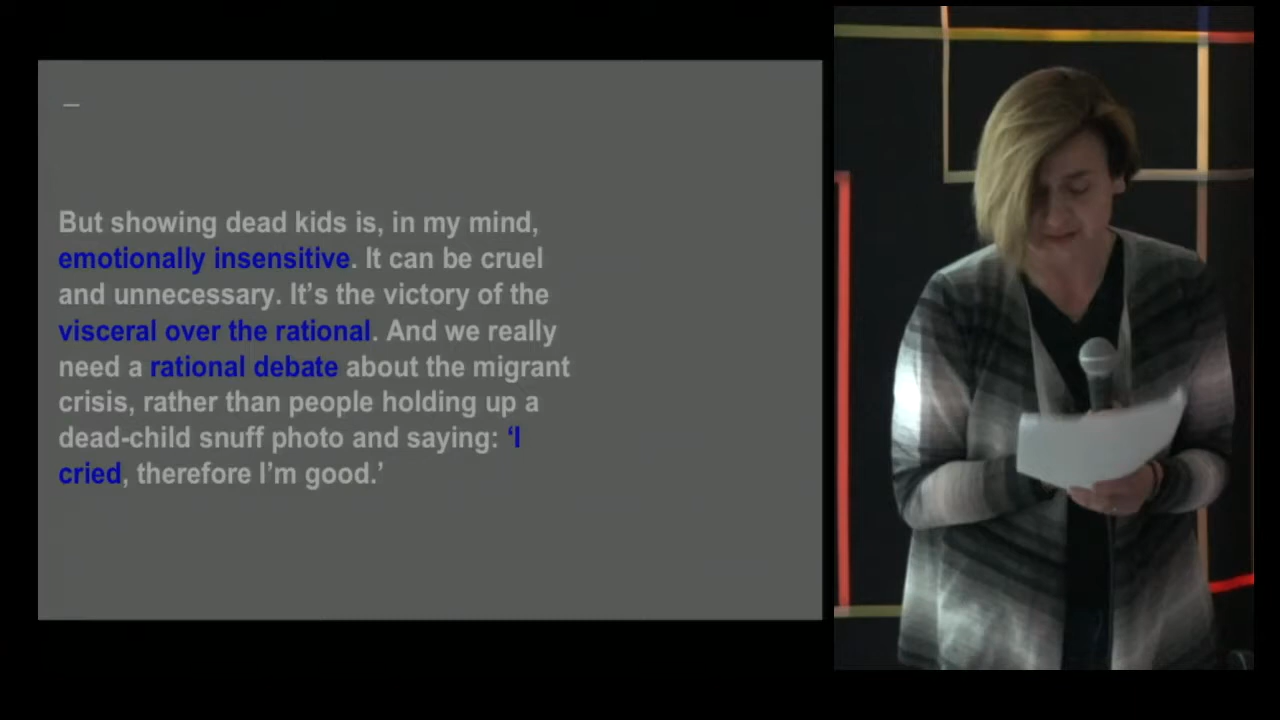 –
But showing dead kids is, in my mind,
emotionally insensitive. It can be cruel
and unnecessary. It’s the victory of the
visceral over the rational. And we really
need a rational debate about the migrant
crisis, rather than people holding up a
dead-child snuff photo and saying: ‘I
cried, therefore I’m good.’